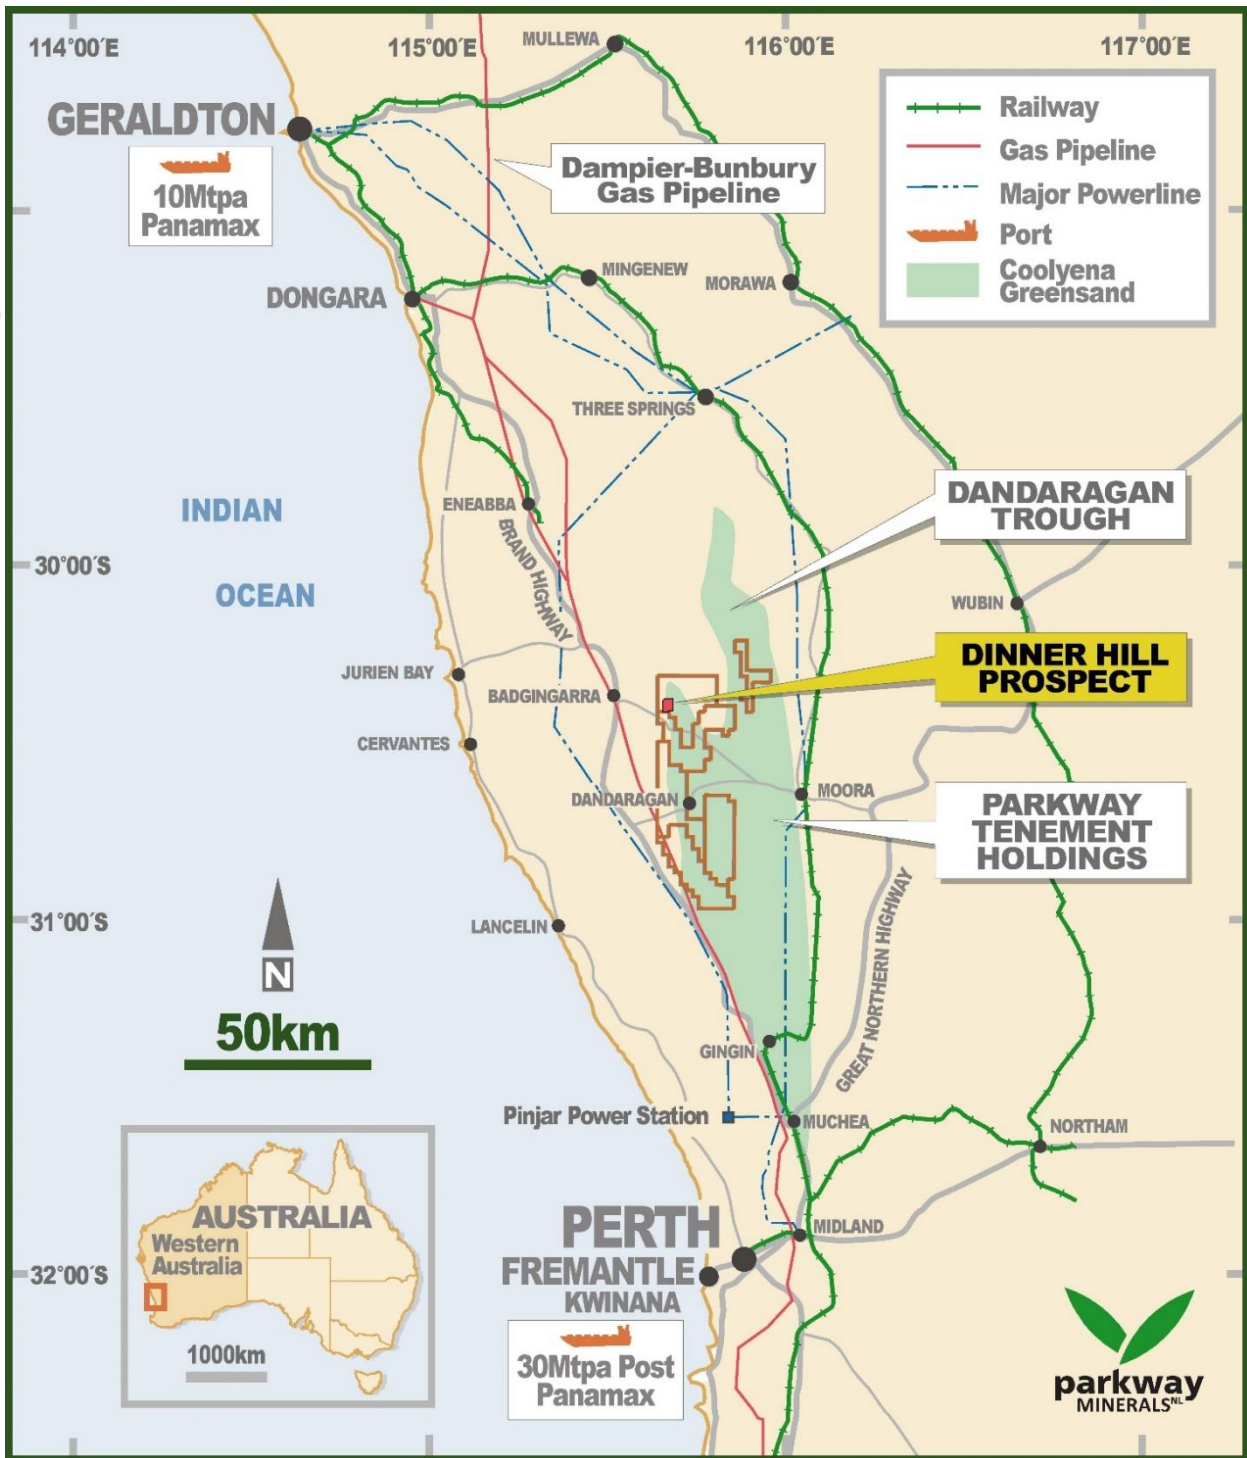 114°00´E
115°00´E
116°00´E
117°00´E
MULLEWA
GERALDTON
10Mtpa
Panamax
Dampier-Bunbury
Gas Pipeline
Railway
Gas Pipeline
Major Powerline
Port
Coolyena
Greensand
DONGARA
MINGENEW
MORAWA
THREE SPRINGS
DANDARAGAN
TROUGH
INDIAN
OCEAN
ENEABBA
BRAND HIGHWAY
30°00´S
WUBIN
JURIEN BAY
BADGINGARRA
DINNER HILL
PROSPECT
CERVANTES
DANDARAGAN
MOORA
PARKWAY
TENEMENT
HOLDINGS
31°00´S
LANCELIN
GREAT NORTHERN HIGHWAY
N
50km
GINGIN
Pinjar Power Station
MUCHEA
NORTHAM
AUSTRALIA
Western
Australia
1000km
PERTH
MIDLAND
FREMANTLE
KWINANA
32°00´S
30Mtpa Post
Panamax
parkway
MINERALS NL